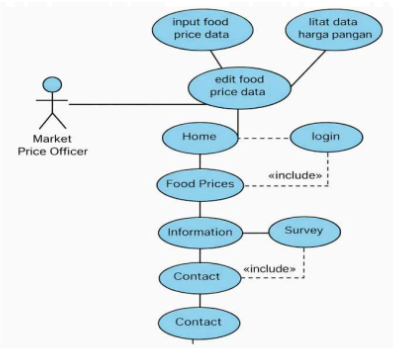 input food
price data
litat data
harga pangan
edit food
price data
Market
Price Officer
Home
login
«include»
Food Prices
Information
Survey
«include»
Contact
Contact